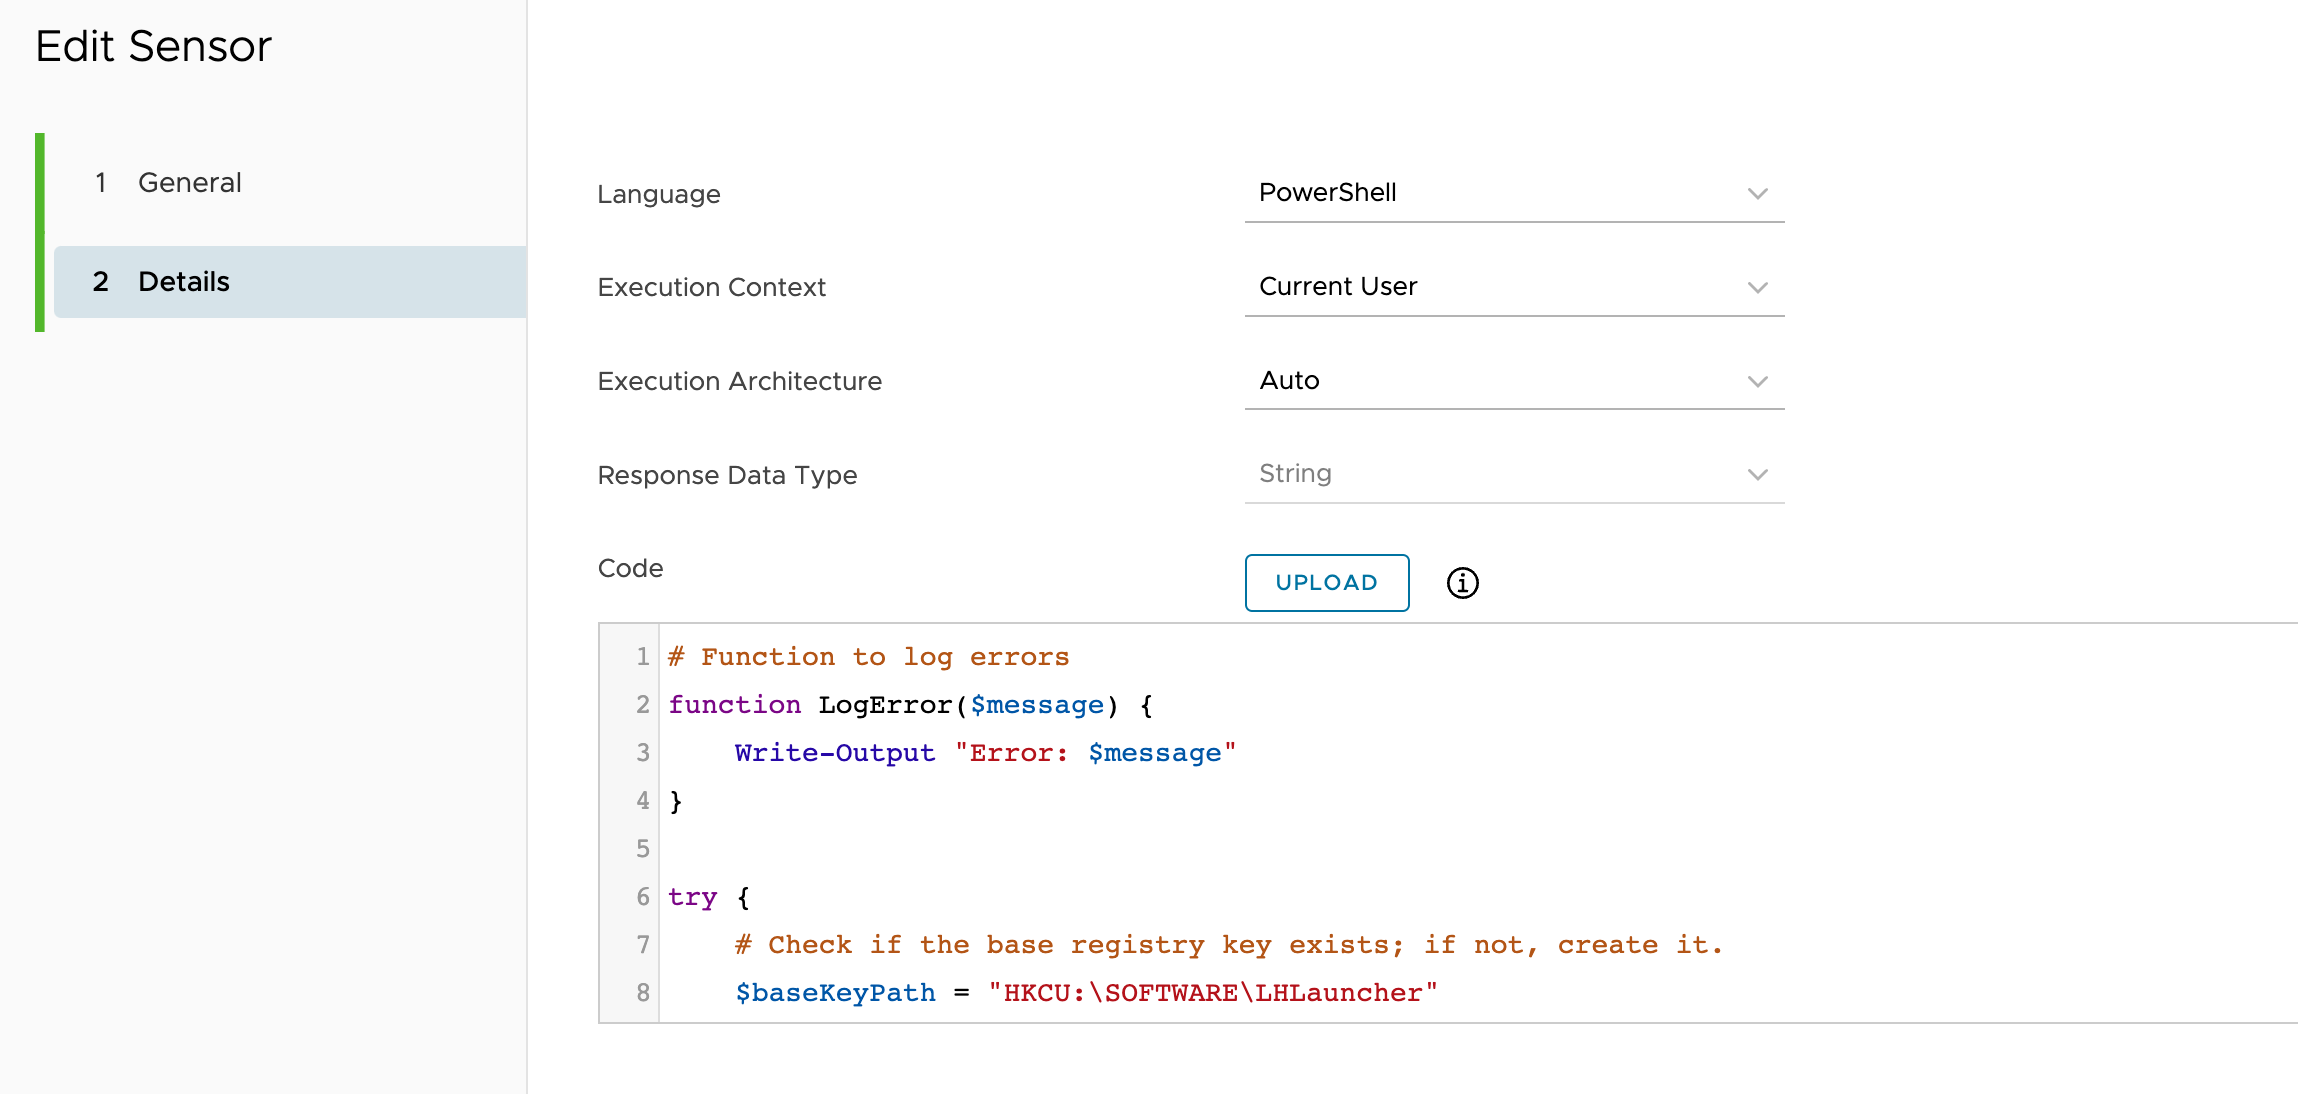 Edit Sensor
1 General
2 Details
Language PowerShell
Execution Context Current User
Execution Architecture Auto
Response Data Type String
Code UPLOAD
1 # Function to log errors
2 function LogError($message) {
3     Write-Output "Error: $message"
4 }
5
6 try {
7     # Check if the base registry key exists; if not, create it.
8     $baseKeyPath = "HKCU:\SOFTWARE\LHLauncher"